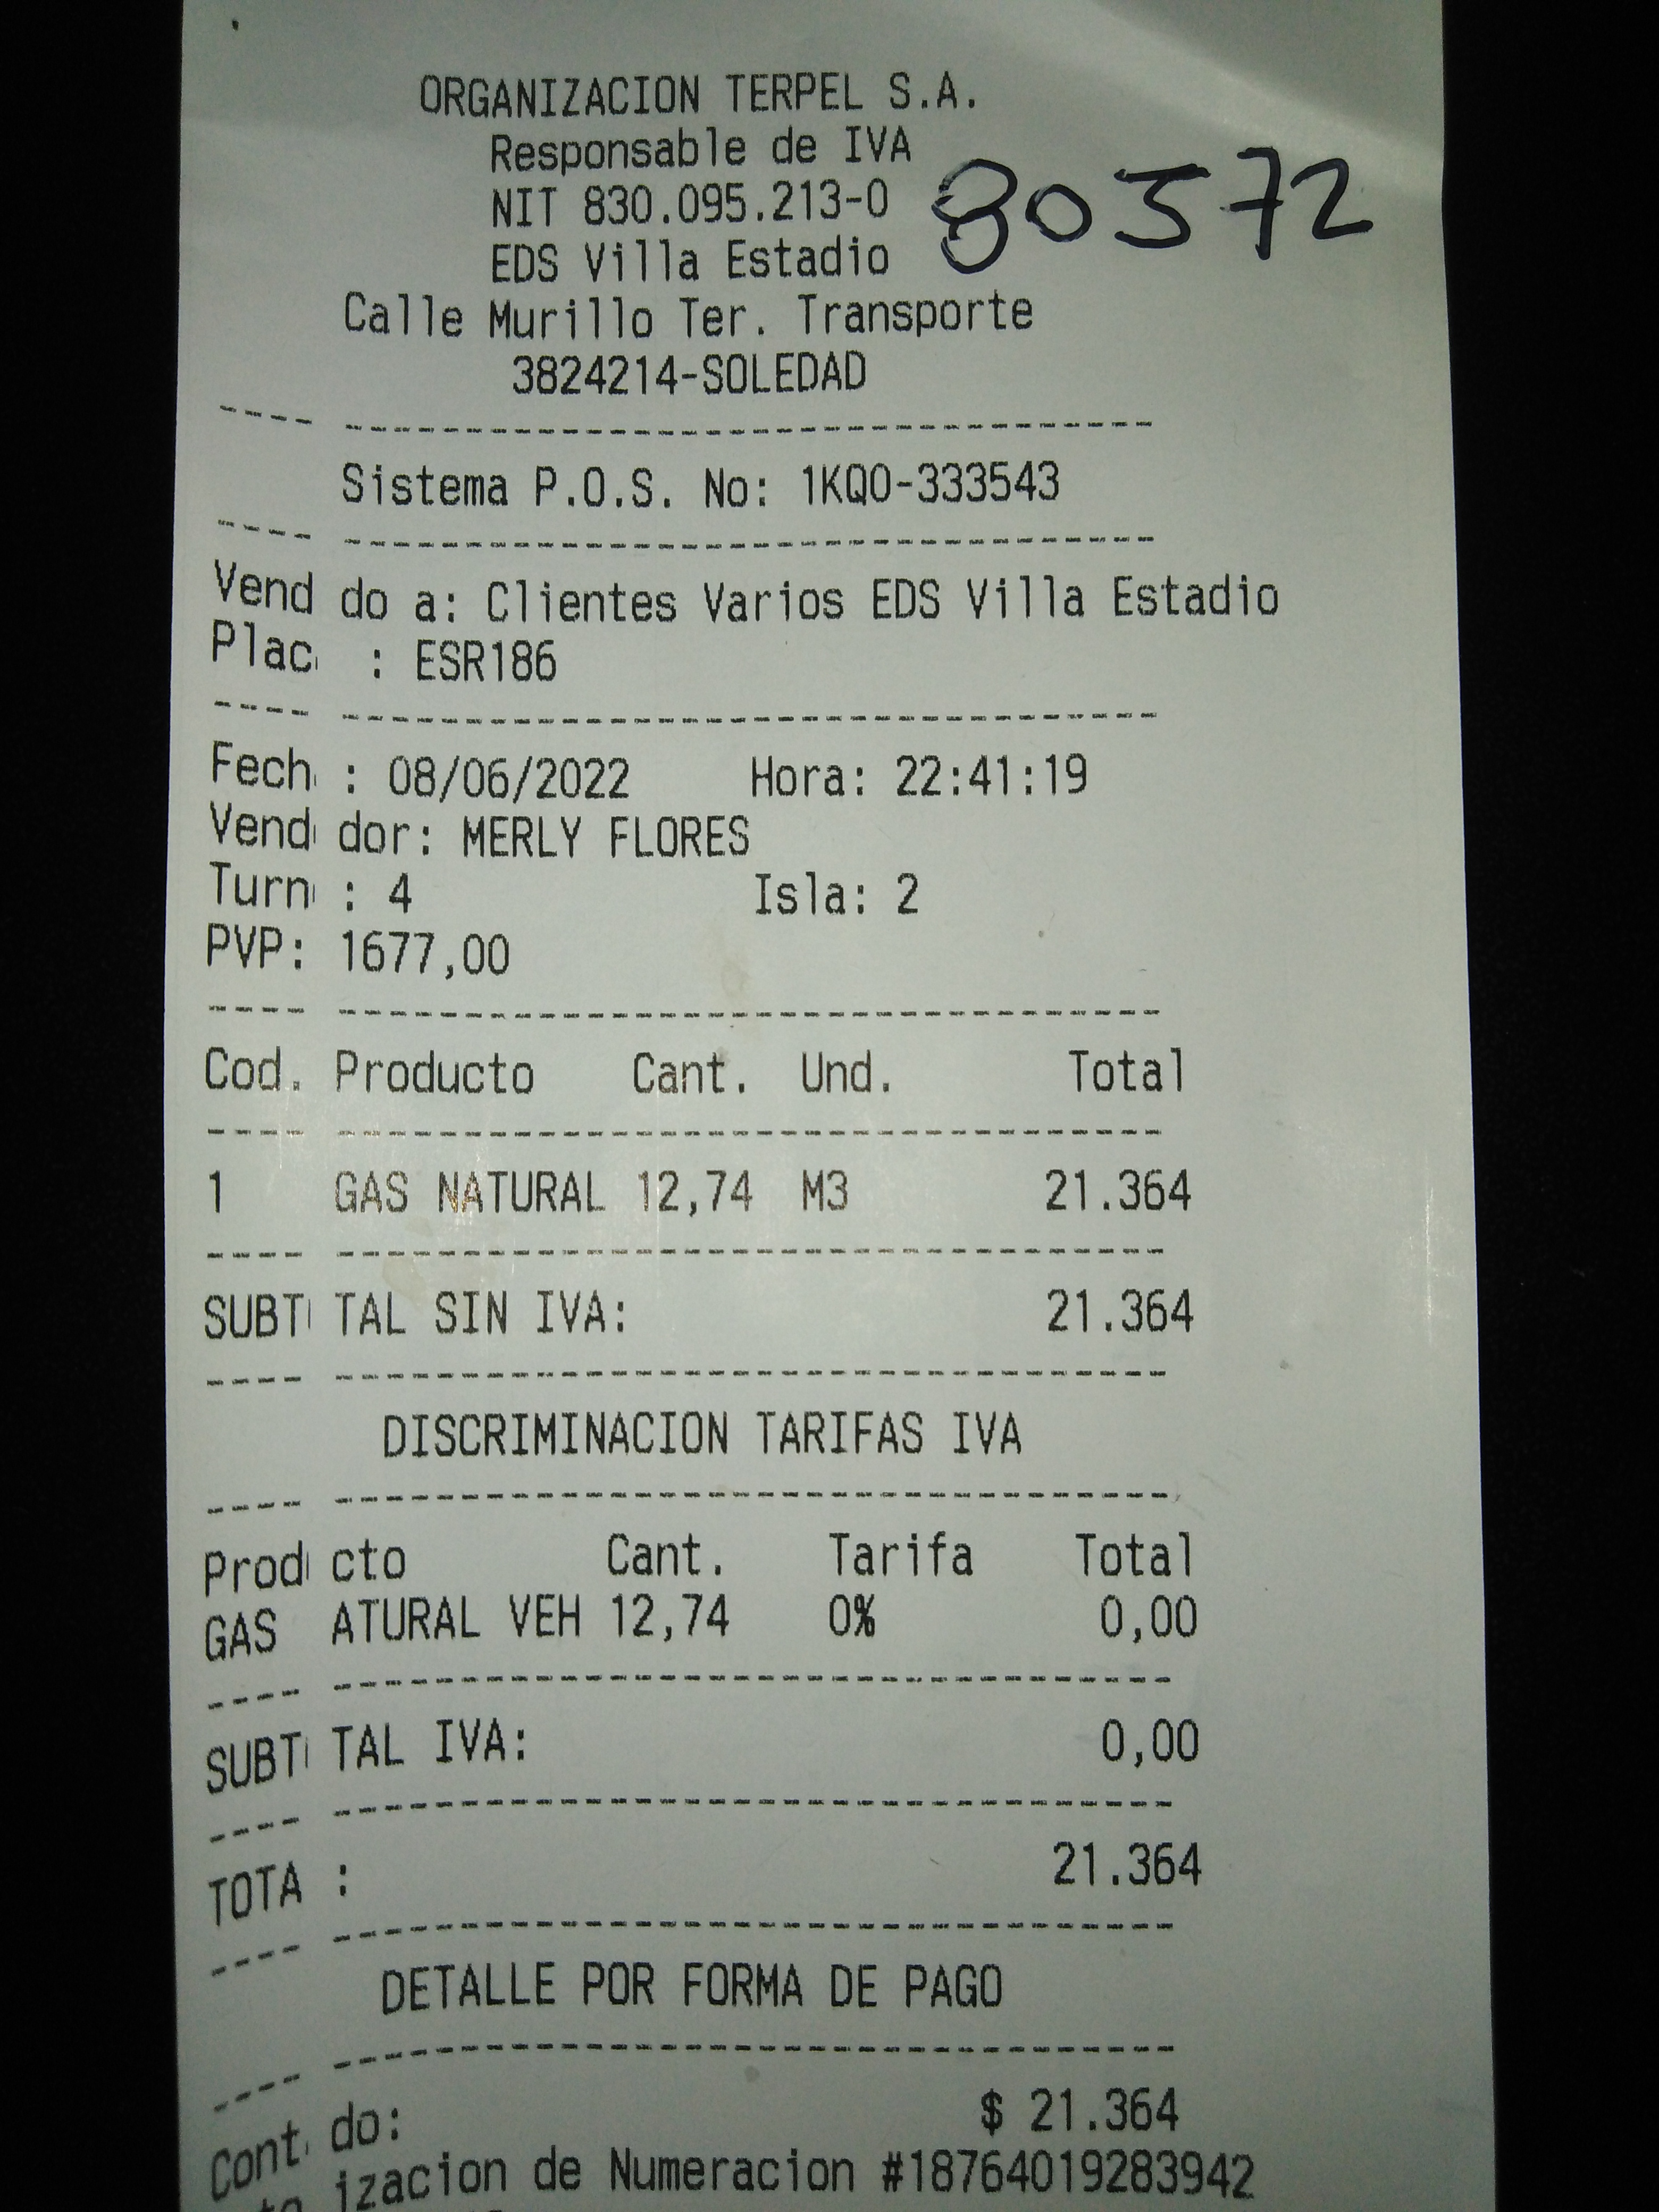 ORGANIZACION TERPEL S.A.
Responsable de IVA
NIT 830.095.213-0
80572
EDS Villa Estadio
Calle Murillo Ter. Transporte
3824214-SOLEDAD
Sistema P.O.S. No: 1KQ0-333543
Vend do a: Clientes Varios EDS Villa Estadio
Plac : ESR186
Fech : 08/06/2022 Hora: 22:41:19
Vend dor: MERLY FLORES
Turn : 4 Isla: 2
PVP: 1677,00
Cod. Producto Cant. Und. Total
1 GAS NATURAL 12,74 M3 21.364
SUBT TAL SIN IVA: 21.364
DISCRIMINACION TARIFAS IVA
Prod cto Cant. Tarifa Total
GAS ATURAL VEH 12,74 0% 0,00
SUBT TAL IVA: 0,00
TOTA : 21.364
DETALLE POR FORMA DE PAGO
Cont do: $ 21.364
izacion de Numeracion #18764019283942